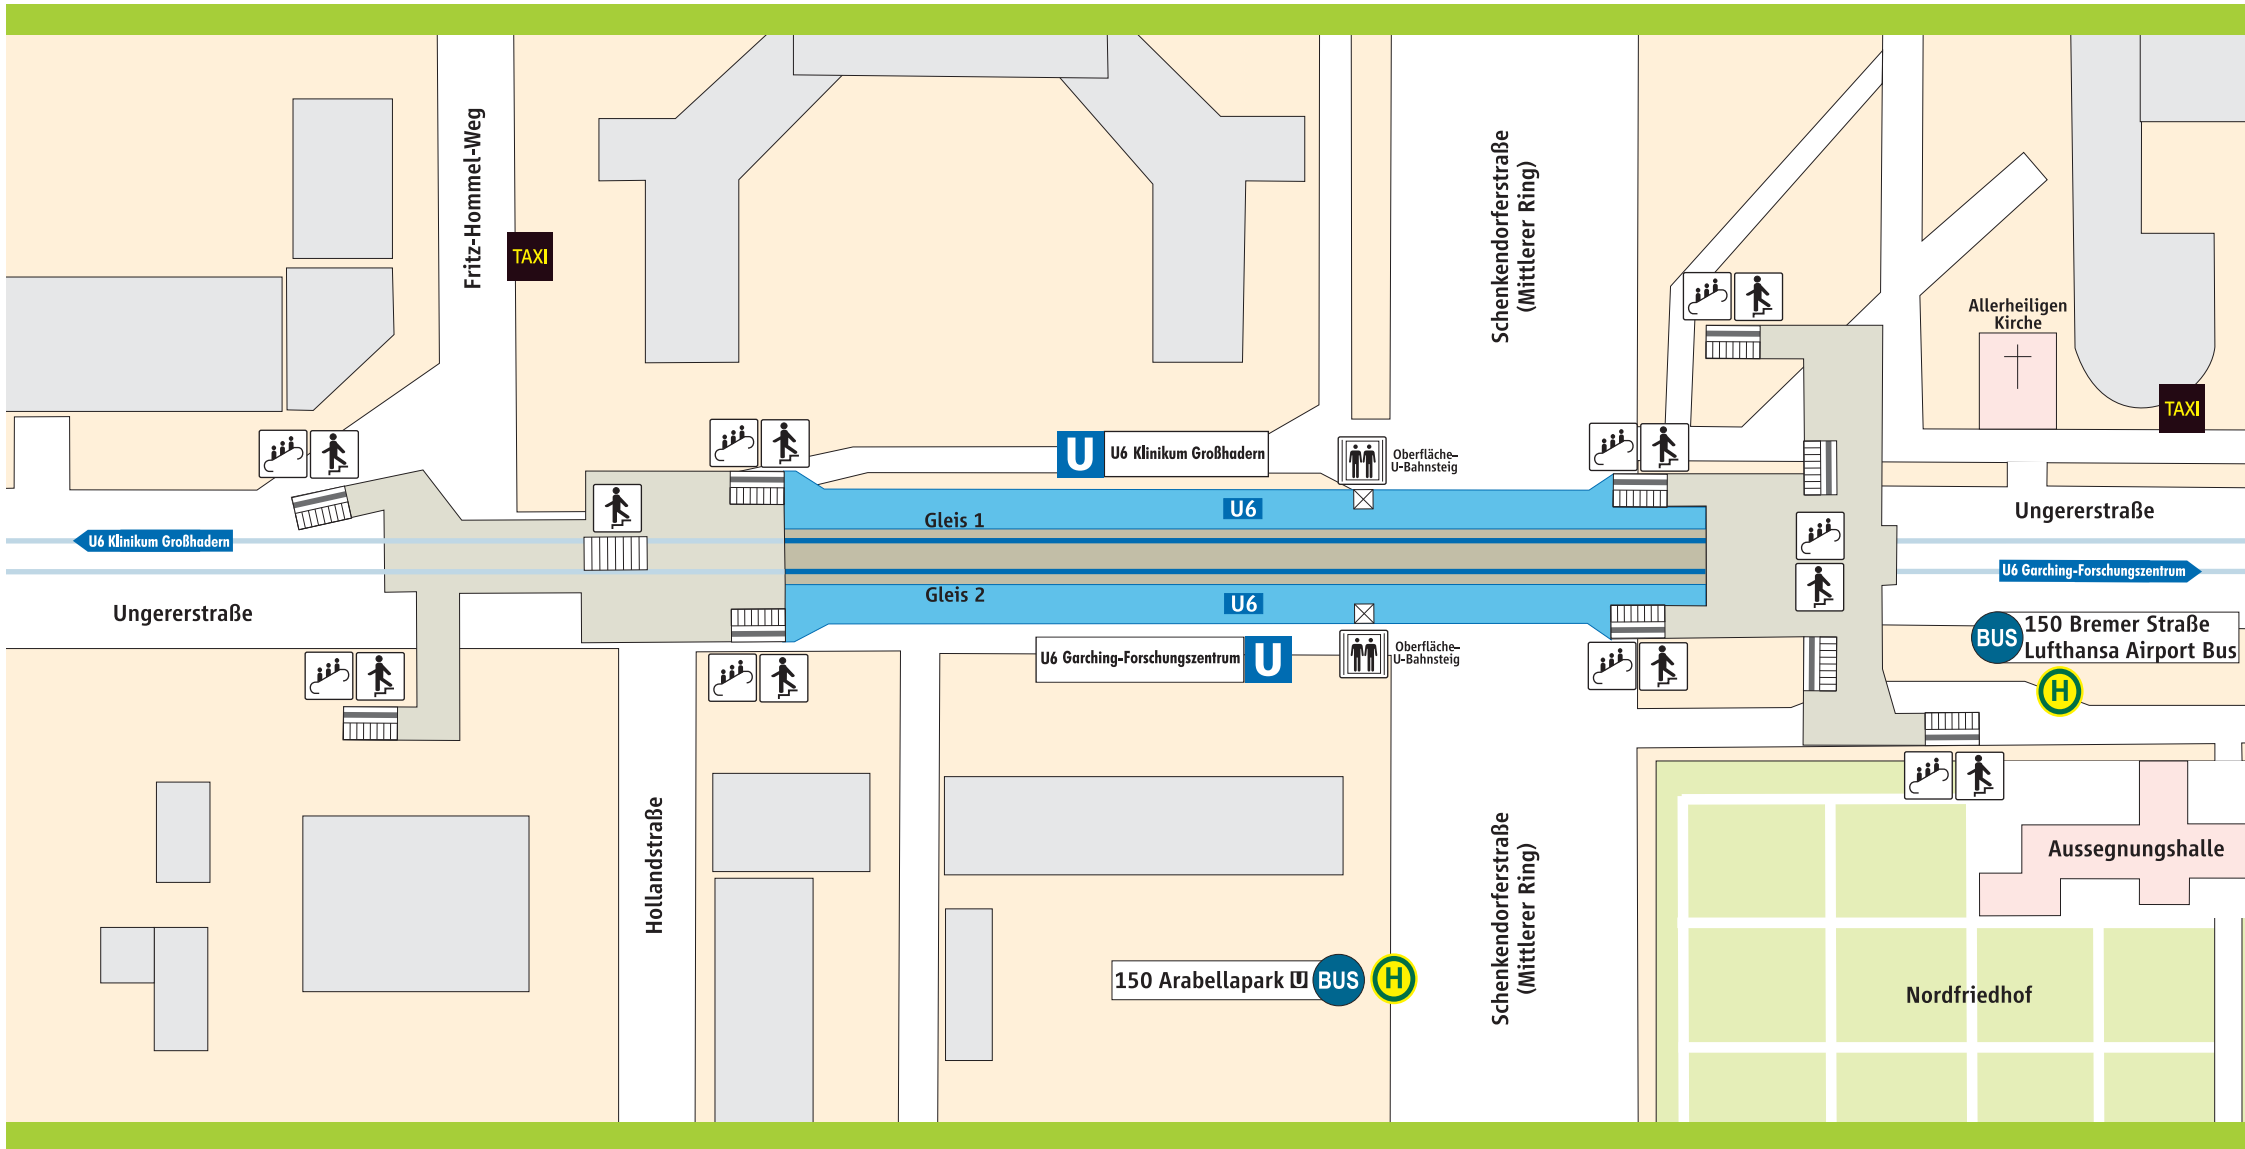 Fritz-Hommel-Weg
TAXI
Schenkendorferstraße
(Mittlerer Ring)
Allerheiligen
Kirche
TAXI
U U6 Klinikum Großhadern
Oberfläche-
U-Bahnsteig
Gleis 1
U6
Ungererstraße
U6 Klinikum Großhadern
U6 Garching-Forschungszentrum
Ungererstraße
Gleis 2
U6
U6 Garching-Forschungszentrum U
Oberfläche-
U-Bahnsteig
BUS
150 Bremer Straße
Lufthansa Airport Bus
H
Hollandstraße
Schenkendorferstraße
(Mittlerer Ring)
Aussegnungshalle
150 Arabellapark U BUS H
Nordfriedhof